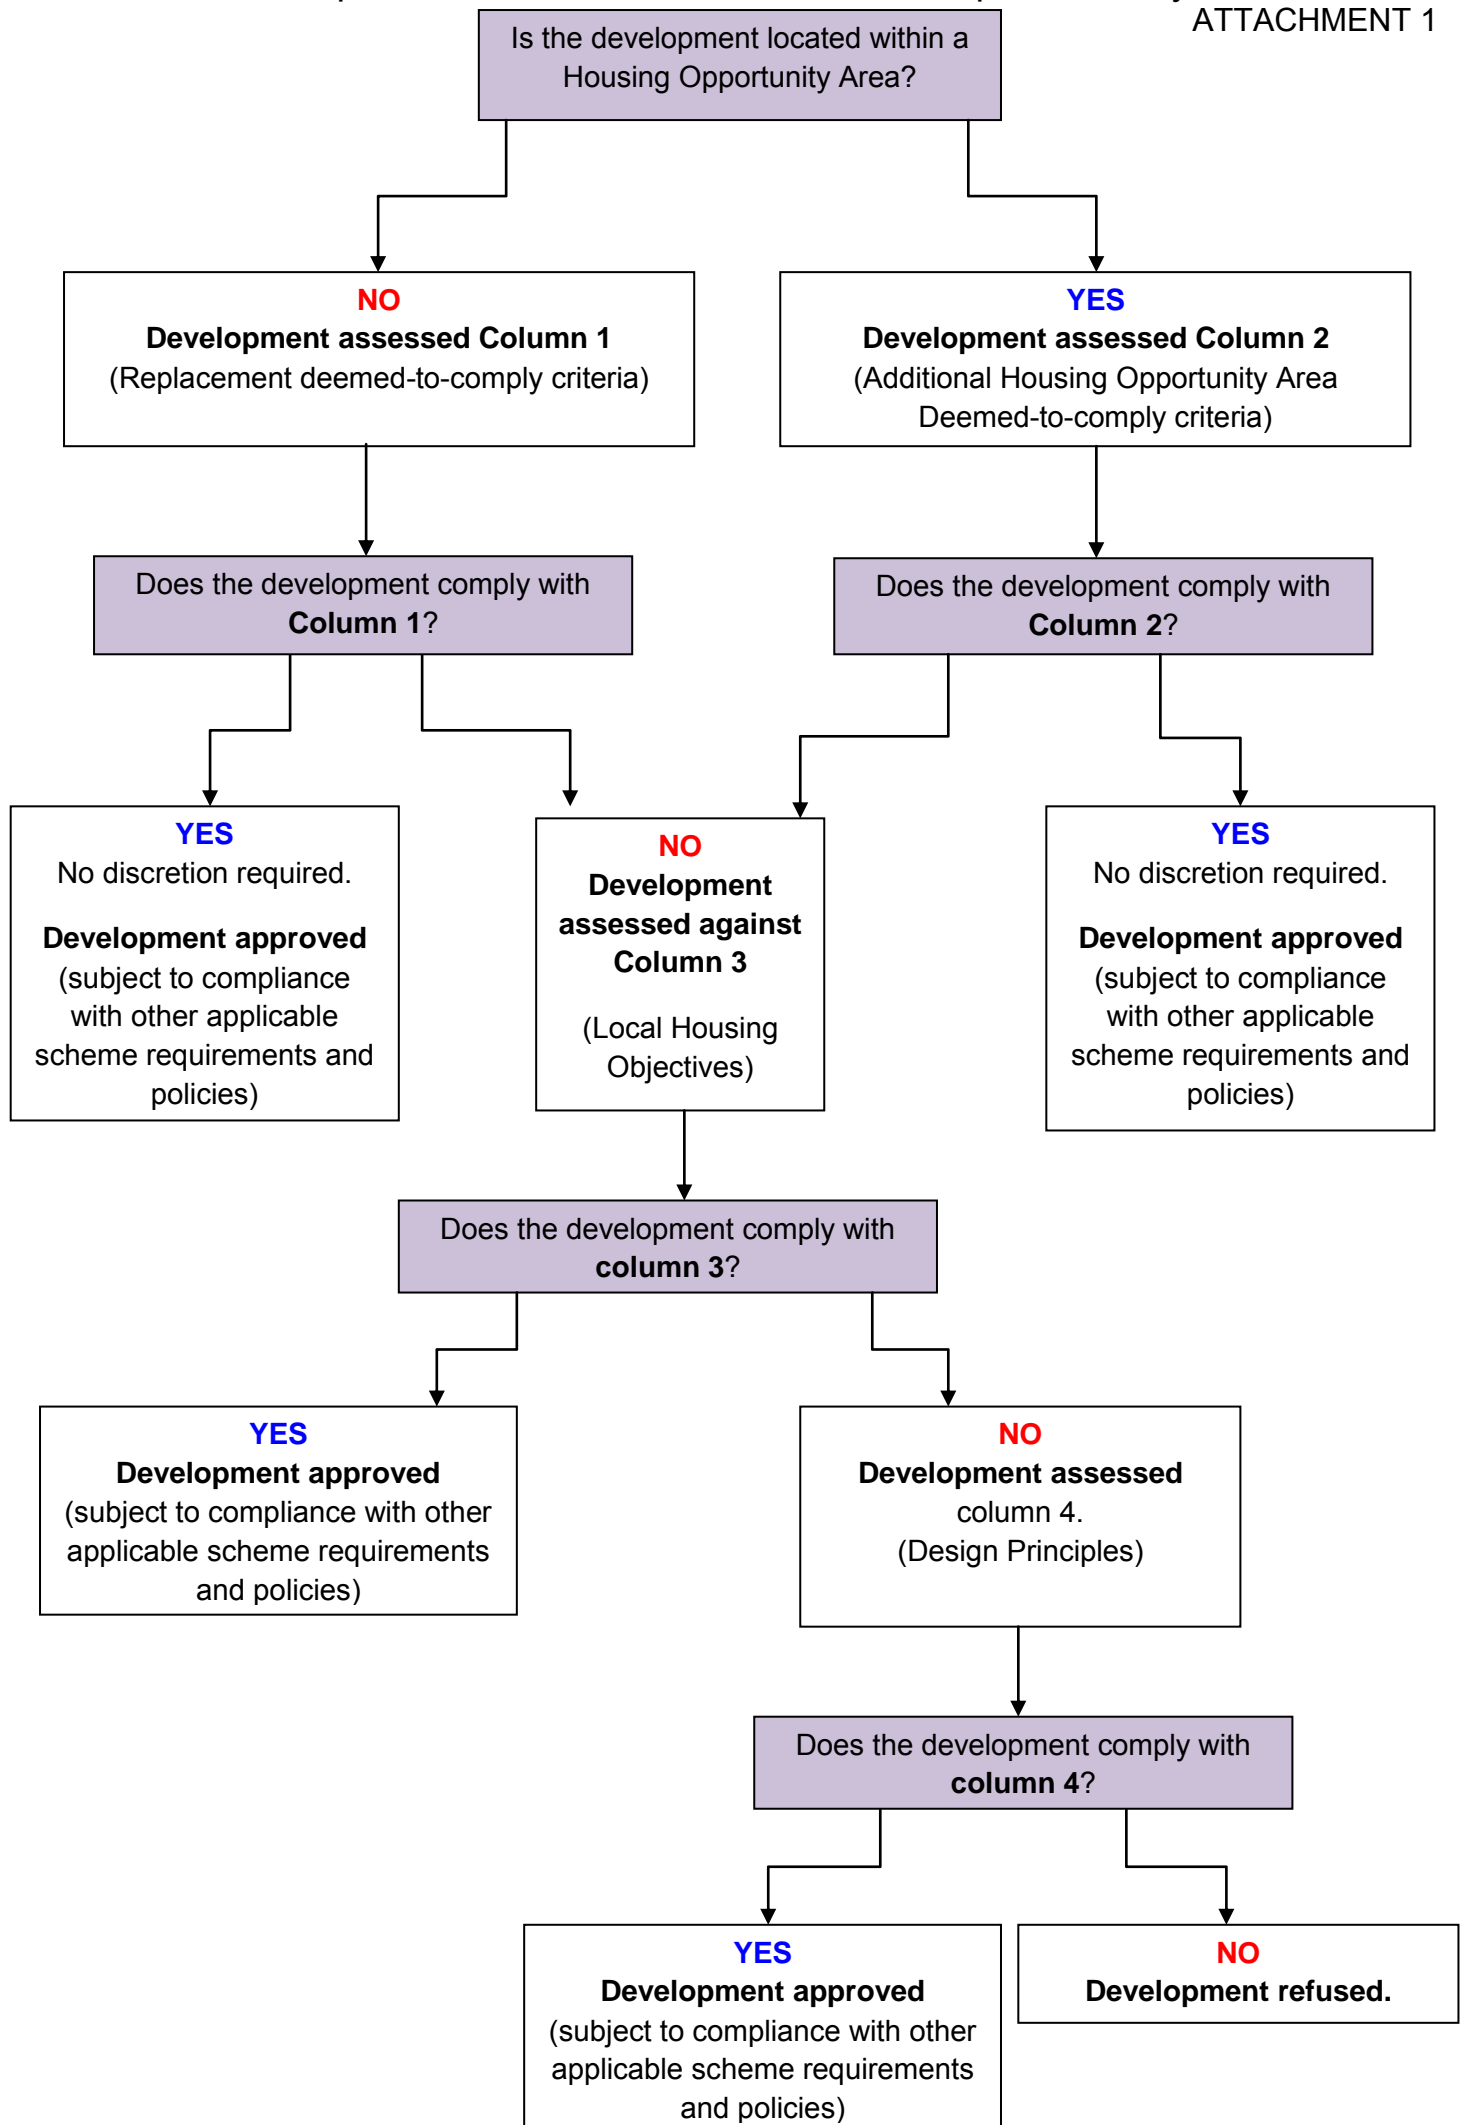 ATTACHMENT 1
Is the development located within a
Housing Opportunity Area?
NO
Development assessed Column 1
(Replacement deemed-to-comply criteria)
YES
Development assessed Column 2
(Additional Housing Opportunity Area
Deemed-to-comply criteria)
Does the development comply with
Column 1?
Does the development comply with
Column 2?
YES
No discretion required.
Development approved
(subject to compliance
with other applicable
scheme requirements and
policies)
NO
Development
assessed against
Column 3
(Local Housing
Objectives)
YES
No discretion required.
Development approved
(subject to compliance
with other applicable
scheme requirements and
policies)
Does the development comply with
column 3?
YES
Development approved
(subject to compliance with other
applicable scheme requirements
and policies)
NO
Development assessed
column 4.
(Design Principles)
Does the development comply with
column 4?
YES
Development approved
(subject to compliance with other
applicable scheme requirements
and policies)
NO
Development refused.